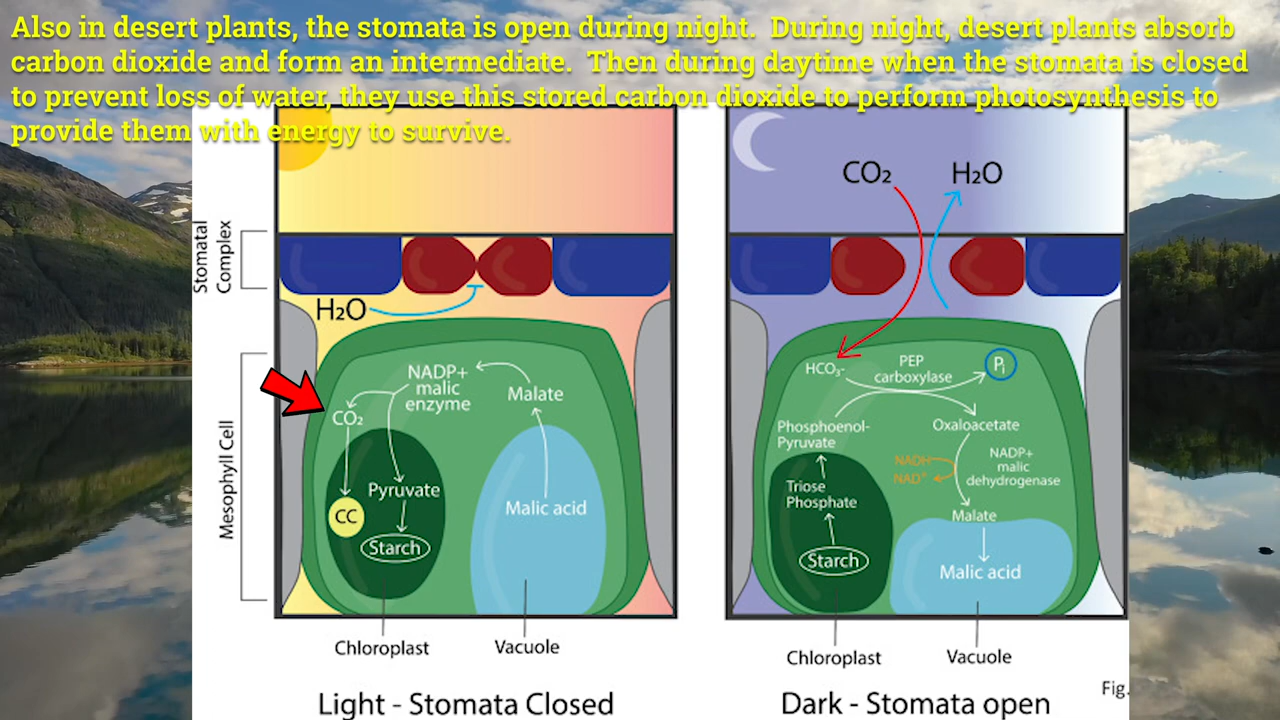 Also in desert plants, the stomata is open during night.  During night, desert plants absorb
carbon dioxide and form an intermediate.  Then during daytime when the stomata is closed
to prevent loss of water, they use this stored carbon dioxide to perform photosynthesis to
provide them with energy to survive.
Stomatal
Complex
H₂O
Mesophyll Cell
NADP+
malic
enzyme
Malate
CO₂
Pyruvate
CC
Starch
Malic acid
Chloroplast
Vacuole
Light - Stomata Closed
CO₂
H₂O
HCO₃-
PEP
carboxylase
Pi
Phosphoenol-
Pyruvate
Oxaloacetate
NADH
NAD⁺
NADP+
malic
dehydrogenase
Triose
Phosphate
Malate
Starch
Malic acid
Chloroplast
Vacuole
Dark - Stomata open
Fig.